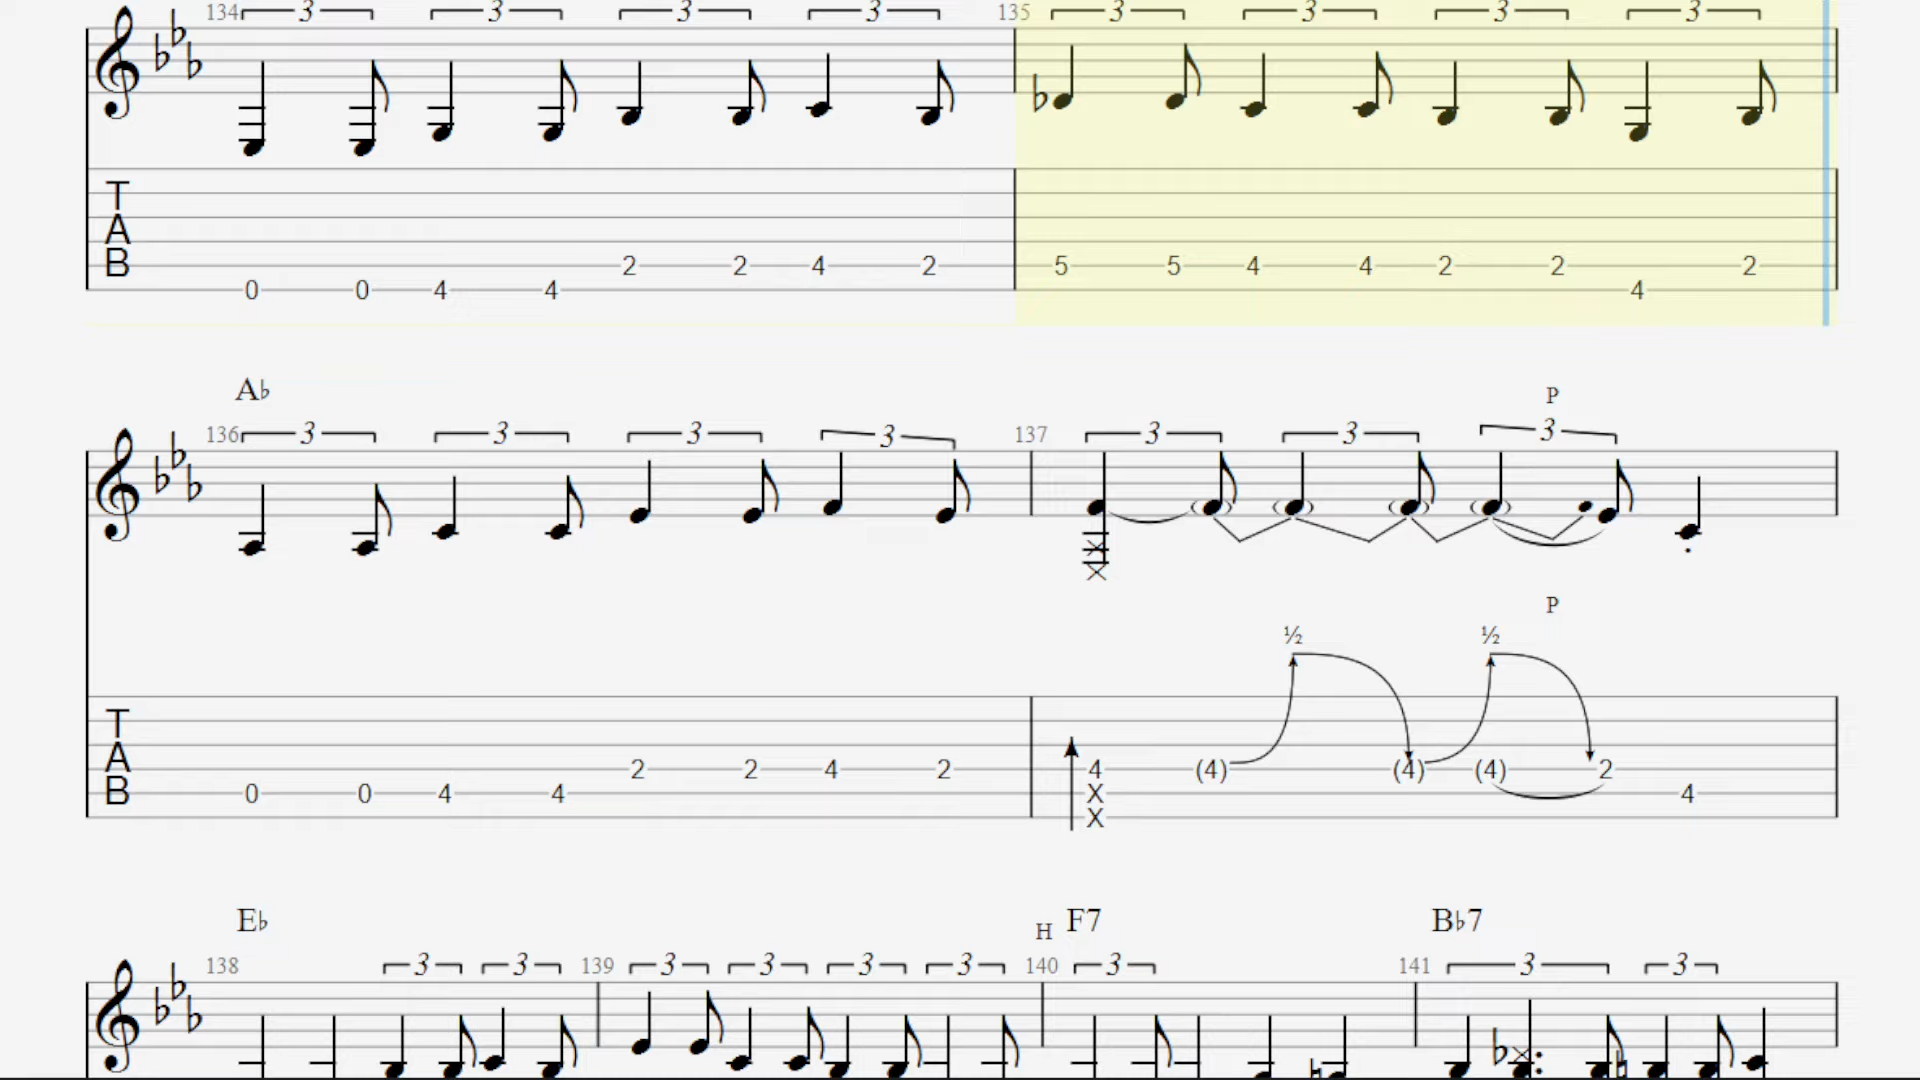 134 3 3 3 3 135 3 3 3 3
T
A
B
2 2 4 2 5 5 4 4 2 2 2
0 0 4 4 4
A♭ P
136 3 3 3 3 137 3 3 3
P
½ ½
T
A
B
2 2 4 2 4 (4) (4) (4) 2
0 0 4 4 X 4
X
E♭ H F7 B♭7
138 3 3 139 3 3 3 3 140 3 141 3 3